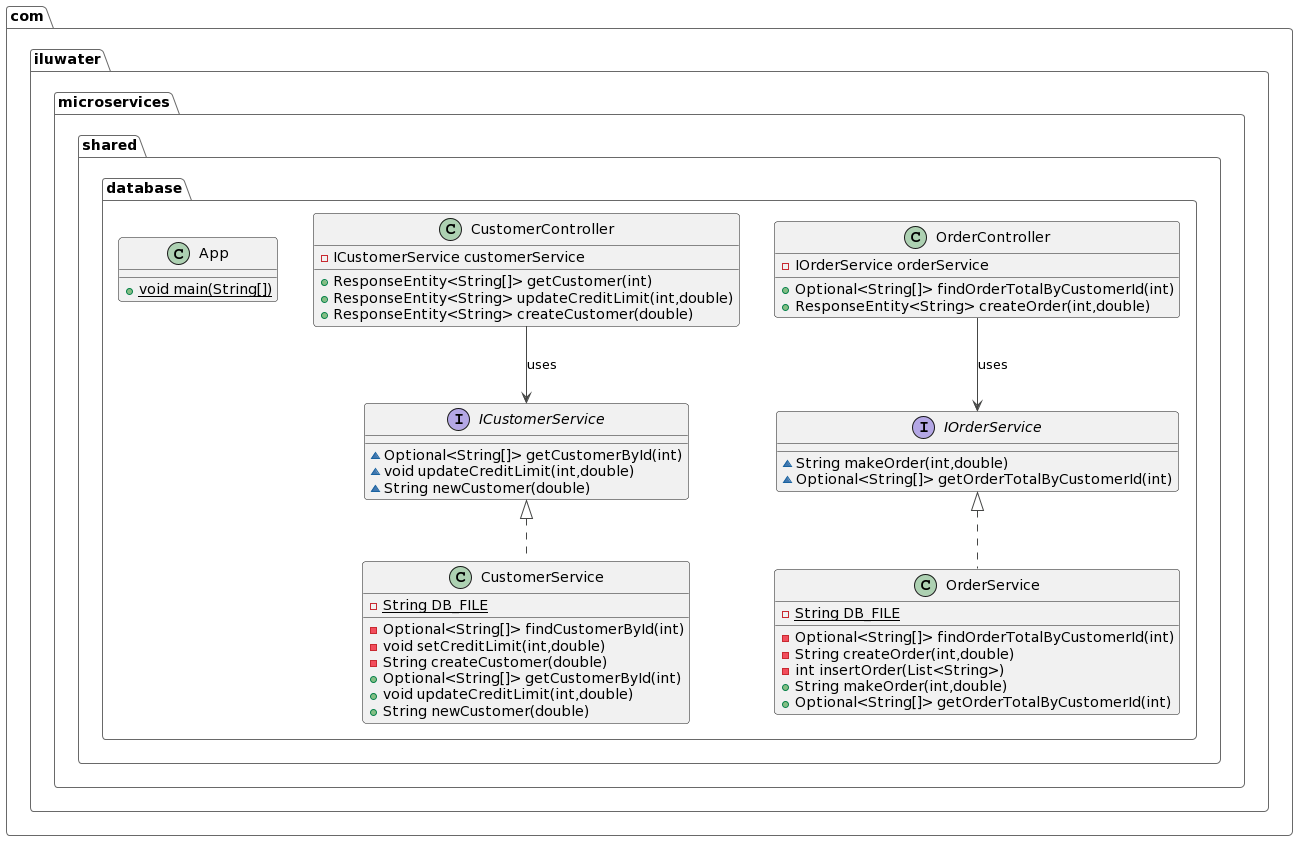 com
iluwater
microservices
shared
database
C App
void main(String[])
C CustomerController
ICustomerService customerService
ResponseEntity<String[]> getCustomer(int)
ResponseEntity<String> updateCreditLimit(int,double)
ResponseEntity<String> createCustomer(double)
C OrderController
IOrderService orderService
Optional<String[]> findOrderTotalByCustomerId(int)
ResponseEntity<String> createOrder(int,double)
uses
uses
I ICustomerService
Optional<String[]> getCustomerById(int)
void updateCreditLimit(int,double)
String newCustomer(double)
I IOrderService
String makeOrder(int,double)
Optional<String[]> getOrderTotalByCustomerId(int)
C CustomerService
String DB_FILE
Optional<String[]> findCustomerById(int)
void setCreditLimit(int,double)
String createCustomer(double)
Optional<String[]> getCustomerById(int)
void updateCreditLimit(int,double)
String newCustomer(double)
C OrderService
String DB_FILE
Optional<String[]> findOrderTotalByCustomerId(int)
String createOrder(int,double)
int insertOrder(List<String>)
String makeOrder(int,double)
Optional<String[]> getOrderTotalByCustomerId(int)